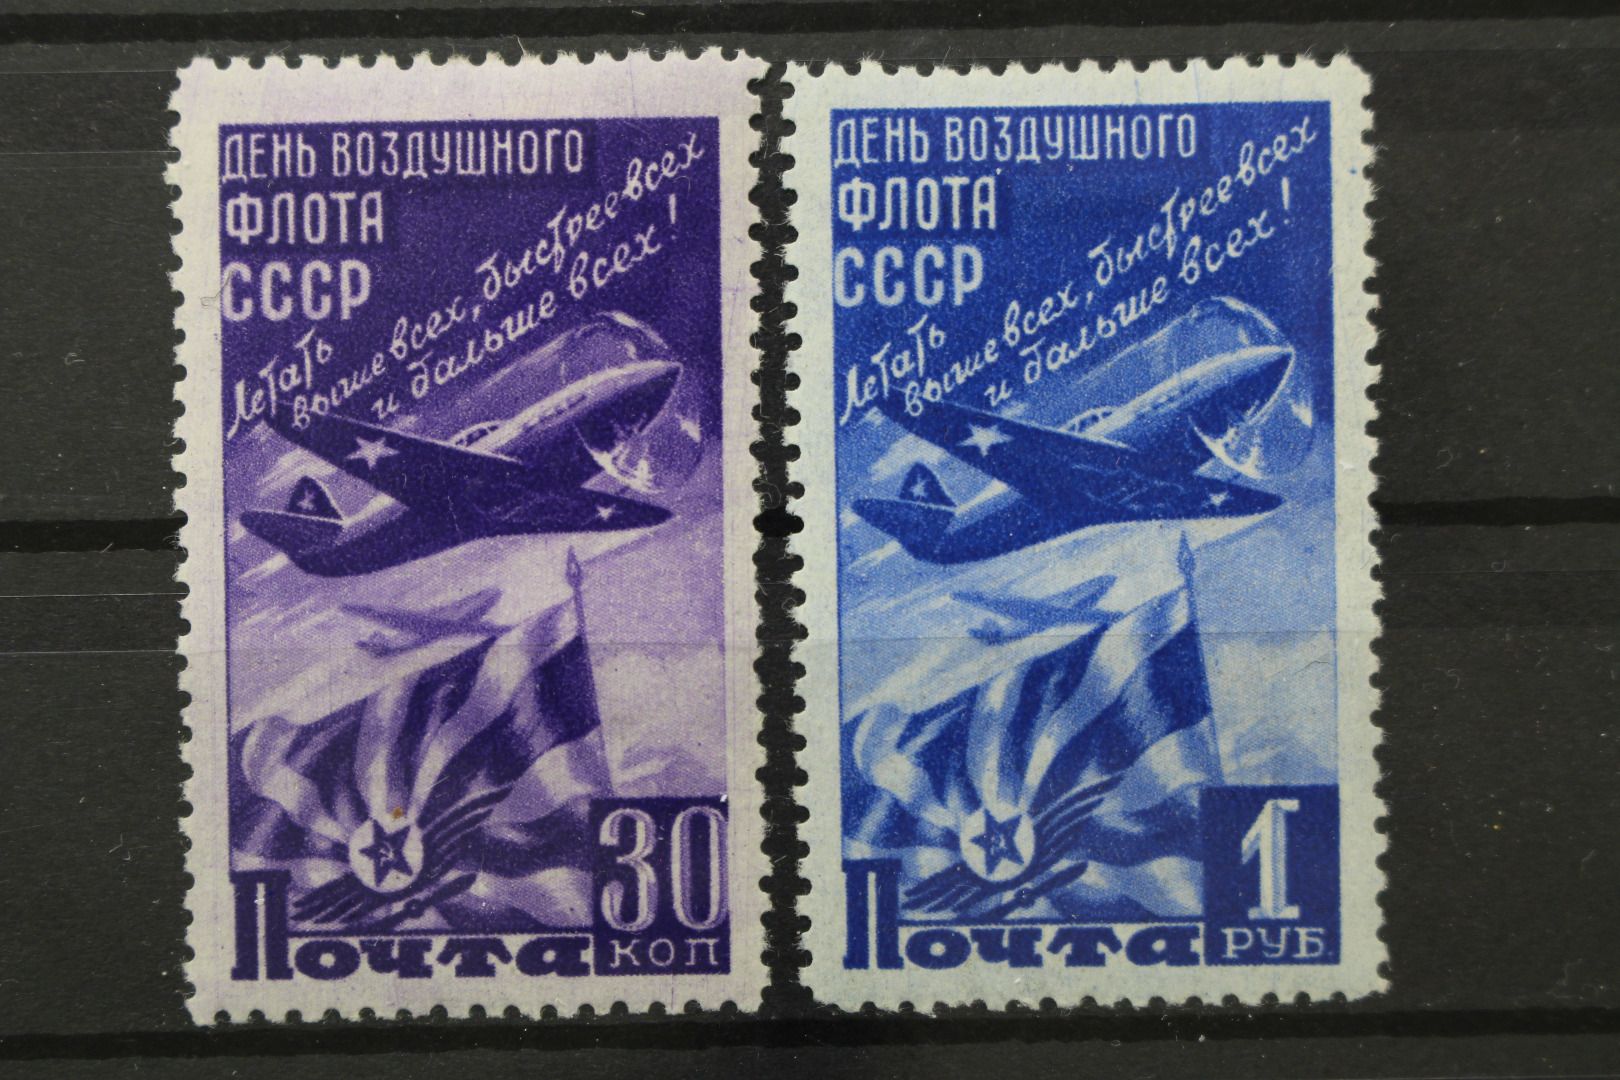 ДЕНЬ ВОЗДУШНОГО
ФЛОТА
СССР
Летать
выше всех, быстрее всех
и дальше всех!
30
КОП
Почта
ДЕНЬ ВОЗДУШНОГО
ФЛОТА
СССР
Летать
выше всех, быстрее всех
и дальше всех!
1
РУБ.
Почта